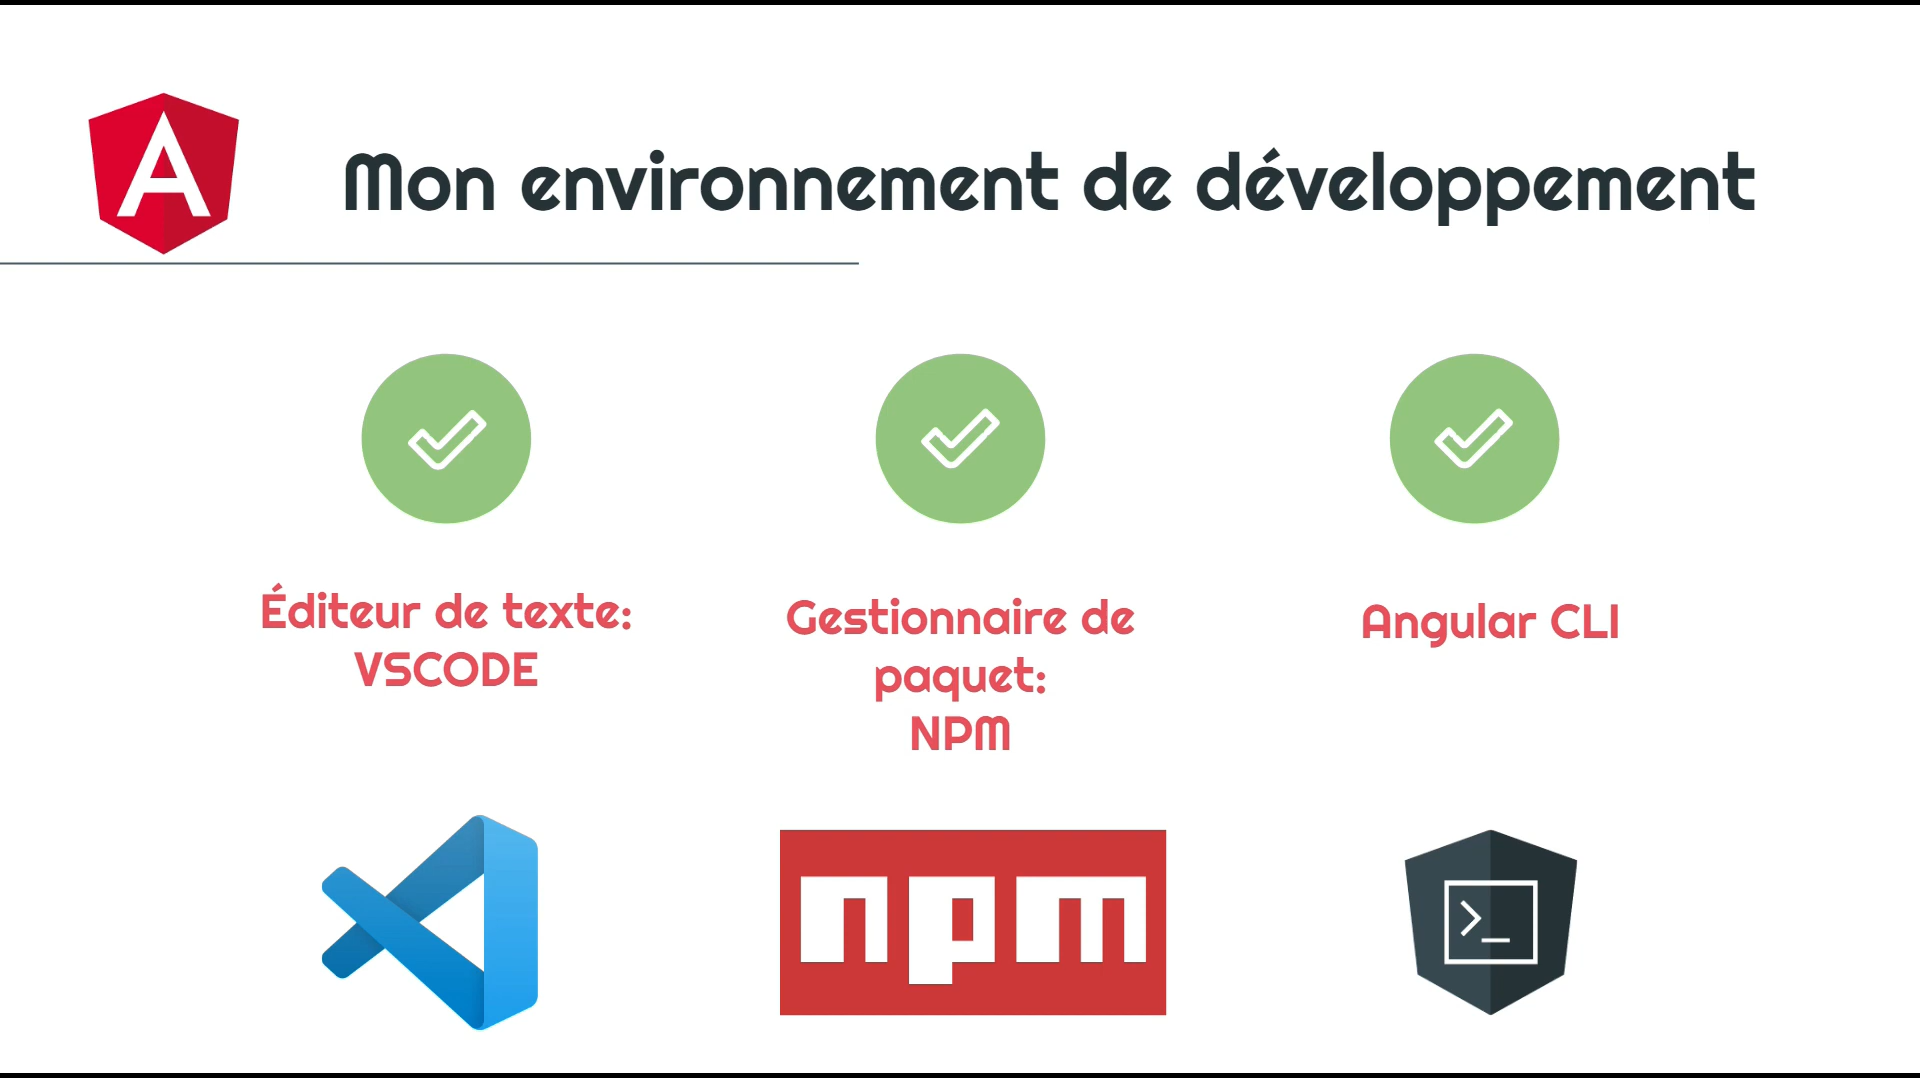 Mon environnement de développement
Éditeur de texte:
VSCODE
Gestionnaire de
paquet:
NPM
Angular CLI
A
npm
>_